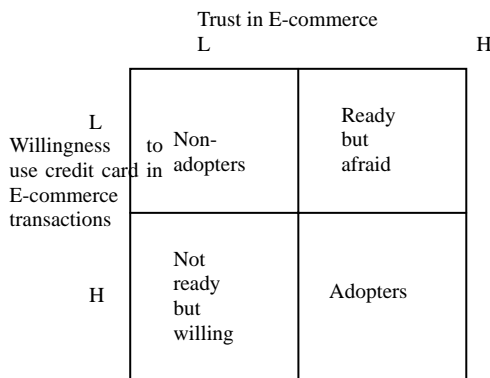 Trust in E-commerce
L H
L
Willingness to
use credit card in
E-commerce
transactions
Non-
adopters
Ready
but
afraid
H
Not
ready
but
willing
Adopters